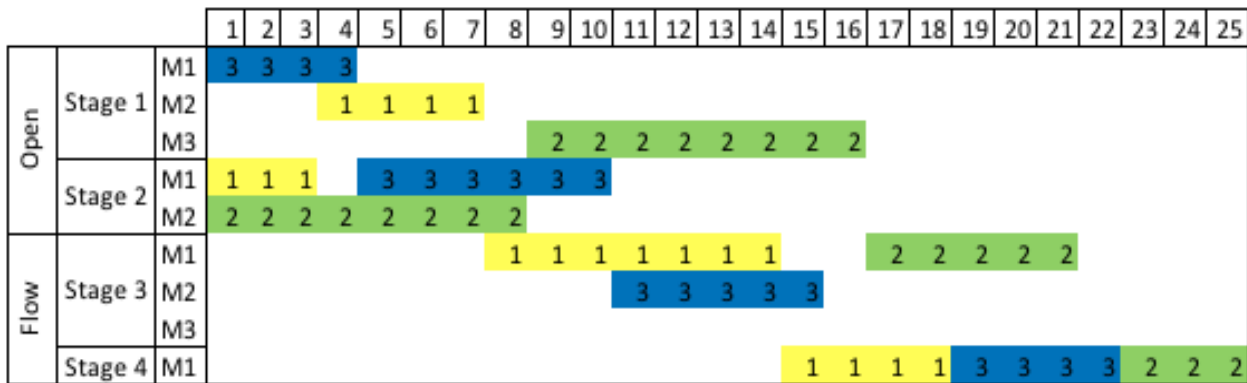 1 2 3 4 5 6 7 8 9 10 11 12 13 14 15 16 17 18 19 20 21 22 23 24 25
Open
Stage 1
M1 3 3 3 3
M2 1 1 1 1
M3 2 2 2 2 2 2 2 2
Stage 2
M1 1 1 1 3 3 3 3 3 3
M2 2 2 2 2 2 2 2 2
Flow
Stage 3
M1 1 1 1 1 1 1 1 2 2 2 2 2
M2 3 3 3 3 3
M3
Stage 4 M1 1 1 1 1 3 3 3 3 2 2 2